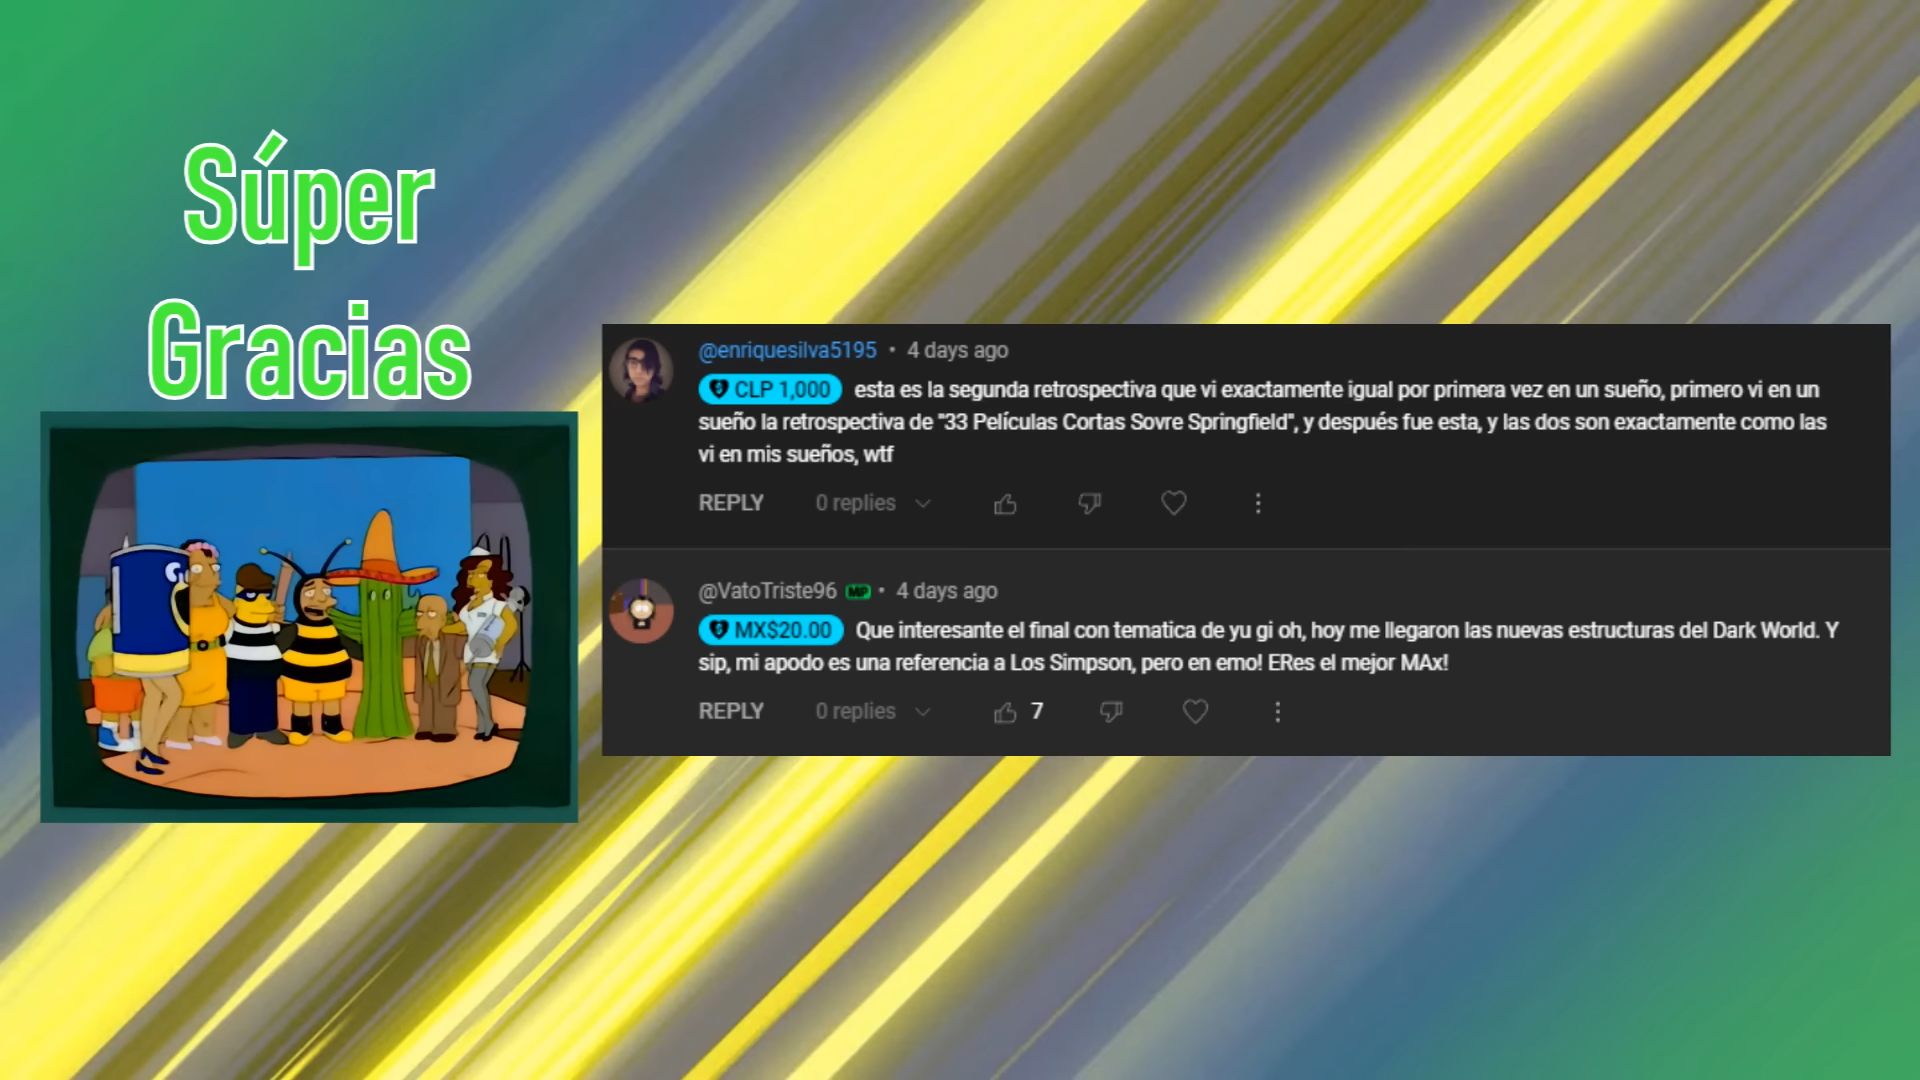 Súper
Gracias
@enriquesilva5195 • 4 days ago
CLP 1,000 esta es la segunda retrospectiva que vi exactamente igual por primera vez en un sueño, primero vi en un
sueño la retrospectiva de "33 Películas Cortas Sovre Springfield", y después fue esta, y las dos son exactamente como las
vi en mis sueños, wtf
REPLY 0 replies
@VatoTriste96 MP • 4 days ago
MX$20.00 Que interesante el final con tematica de yu gi oh, hoy me llegaron las nuevas estructuras del Dark World. Y
sip, mi apodo es una referencia a Los Simpson, pero en emo! ERes el mejor MAx!
REPLY 0 replies 7